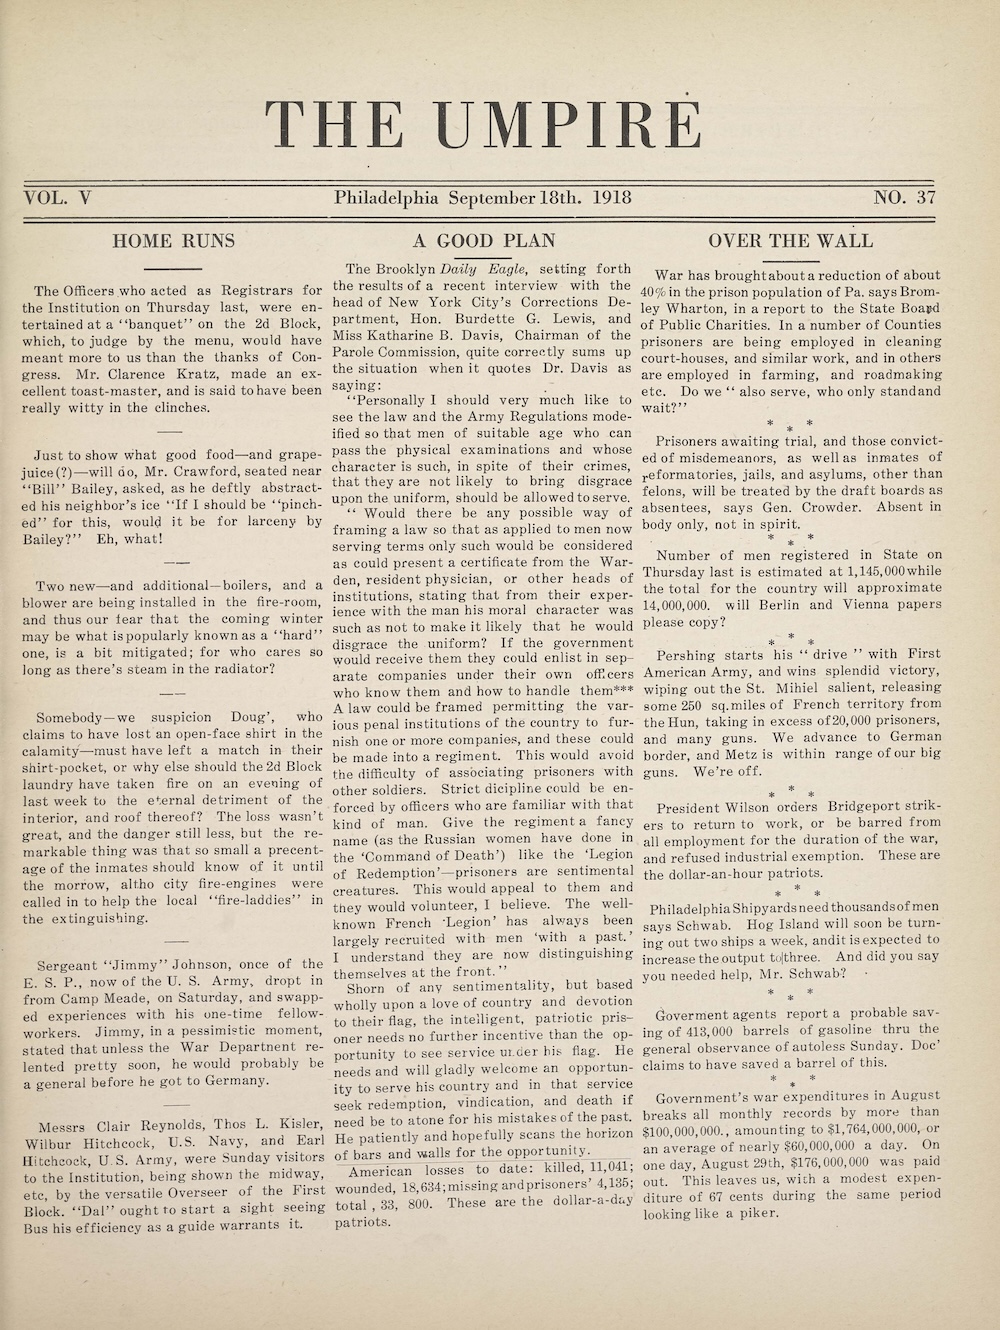 THE UMPIRE
VOL. V Philadelphia September 18th. 1918 NO. 37
HOME RUNS
The Officers who acted as Registrars for
the Institution on Thursday last, were en-
tertained at a “banquet” on the 2d Block,
which, to judge by the menu, would have
meant more to us than the thanks of Con-
gress. Mr. Clarence Kratz, made an ex-
cellent toast-master, and is said to have been
really witty in the clinches.
Just to show what good food—and grape-
juice(?)—will do, Mr. Crawford, seated near
“Bill” Bailey, asked, as he deftly abstract-
ed his neighbor's ice “If I should be “pinch-
ed” for this, would it be for larceny by
Bailey?” Eh, what!
Two new—and additional—boilers, and a
blower are being installed in the fire-room,
and thus our fear that the coming winter
may be what is popularly known as a “hard”
one, is a bit mitigated; for who cares so
long as there's steam in the radiator?
Somebody—we suspicion Doug', who
claims to have lost an open-face shirt in the
calamity—must have left a match in their
shirt-pocket, or why else should the 2d Block
laundry have taken fire on an evening of
last week to the eternal detriment of the
interior, and roof thereof? The loss wasn't
great, and the danger still less, but the re-
markable thing was that so small a precent-
age of the inmates should know of it until
the morrow, altho city fire-engines were
called in to help the local “fire-laddies” in
the extinguishing.
Sergeant “Jimmy” Johnson, once of the
E. S. P., now of the U. S. Army, dropt in
from Camp Meade, on Saturday, and swapp-
ed experiences with his one-time fellow-
workers. Jimmy, in a pessimistic moment,
stated that unless the War Departnent re-
lented pretty soon, he would probably be
a general before he got to Germany.
Messrs Clair Reynolds, Thos L. Kisler,
Wilbur Hitchcock, U.S. Navy, and Earl
Hitchcock, U. S. Army, were Sunday visitors
to the Institution, being shown the midway,
etc, by the versatile Overseer of the First
Block. “Dal” ought to start a sight seeing
Bus his efficiency as a guide warrants it.
A GOOD PLAN
The Brooklyn Daily Eagle, setting forth
the results of a recent interview with the
head of New York City's Corrections De-
partment, Hon. Burdette G. Lewis, and
Miss Katharine B. Davis, Chairman of the
Parole Commission, quite correctly sums up
the situation when it quotes Dr. Davis as
saying:
“Personally I should very much like to
see the law and the Army Regulations mode-
ified so that men of suitable age who can
pass the physical examinations and whose
character is such, in spite of their crimes,
that they are not likely to bring disgrace
upon the uniform, should be allowed to serve.
“ Would there be any possible way of
framing a law so that as applied to men now
serving terms only such would be considered
as could present a certificate from the War-
den, resident physician, or other heads of
institutions, stating that from their exper-
ience with the man his moral character was
such as not to make it likely that he would
disgrace the uniform? If the government
would receive them they could enlist in sep-
arate companies under their own officers
who know them and how to handle them***
A law could be framed permitting the var-
ious penal institutions of the country to fur-
nish one or more companies, and these could
be made into a regiment. This would avoid
the difficulty of associating prisoners with
other soldiers. Strict dicipline could be en-
forced by officers who are familiar with that
kind of man. Give the regiment a fancy
name (as the Russian women have done in
the ‘Command of Death’) like the ‘Legion
of Redemption’—prisoners are sentimental
creatures. This would appeal to them and
they would volunteer, I believe. The well-
known French ‘Legion’ has always been
largely recruited with men ‘with a past.’
I understand they are now distinguishing
themselves at the front.”
Shorn of any sentimentality, but based
wholly upon a love of country and devotion
to their flag, the intelligent, patriotic pris-
oner needs no further incentive than the op-
portunity to see service under his flag. He
needs and will gladly welcome an opportun-
ity to serve his country and in that service
seek redemption, vindication, and death if
need be to atone for his mistakes of the past.
He patiently and hopefully scans the horizon
of bars and walls for the opportunity.
American losses to date: killed, 11,041;
wounded, 18,634; missing and prisoners' 4,135;
total , 33, 800. These are the dollar-a-day
patriots.
OVER THE WALL
War has brought about a reduction of about
40% in the prison population of Pa. says Brom-
ley Wharton, in a report to the State Board
of Public Charities. In a number of Counties
prisoners are being employed in cleaning
court-houses, and similar work, and in others
are employed in farming, and roadmaking
etc. Do we “ also serve, who only stand and
wait?”
* * *
Prisoners awaiting trial, and those convict-
ed of misdemeanors, as well as inmates of
reformatories, jails, and asylums, other than
felons, will be treated by the draft boards as
absentees, says Gen. Crowder. Absent in
body only, not in spirit.
* * *
Number of men registered in State on
Thursday last is estimated at 1,145,000 while
the total for the country will approximate
14,000,000. will Berlin and Vienna papers
please copy?
* * *
Pershing starts his “ drive ” with First
American Army, and wins splendid victory,
wiping out the St. Mihiel salient, releasing
some 250 sq. miles of French territory from
the Hun, taking in excess of 20,000 prisoners,
and many guns. We advance to German
border, and Metz is within range of our big
guns. We're off.
* * *
President Wilson orders Bridgeport strik-
ers to return to work, or be barred from
all employment for the duration of the war,
and refused industrial exemption. These are
the dollar-an-hour patriots.
* * *
Philadelphia Shipyards need thousands of men
says Schwab. Hog Island will soon be turn-
ing out two ships a week, and it is expected to
increase the output to three. And did you say
you needed help, Mr. Schwab?
* * *
Goverment agents report a probable sav-
ing of 413,000 barrels of gasoline thru the
general observance of autoless Sunday. Doc'
claims to have saved a barrel of this.
* * *
Government's war expenditures in August
breaks all monthly records by more than
$100,000,000., amounting to $1,764,000,000, or
an average of nearly $60,000,000 a day. On
one day, August 29th, $176,000,000 was paid
out. This leaves us, with a modest expen-
diture of 67 cents during the same period
looking like a piker.